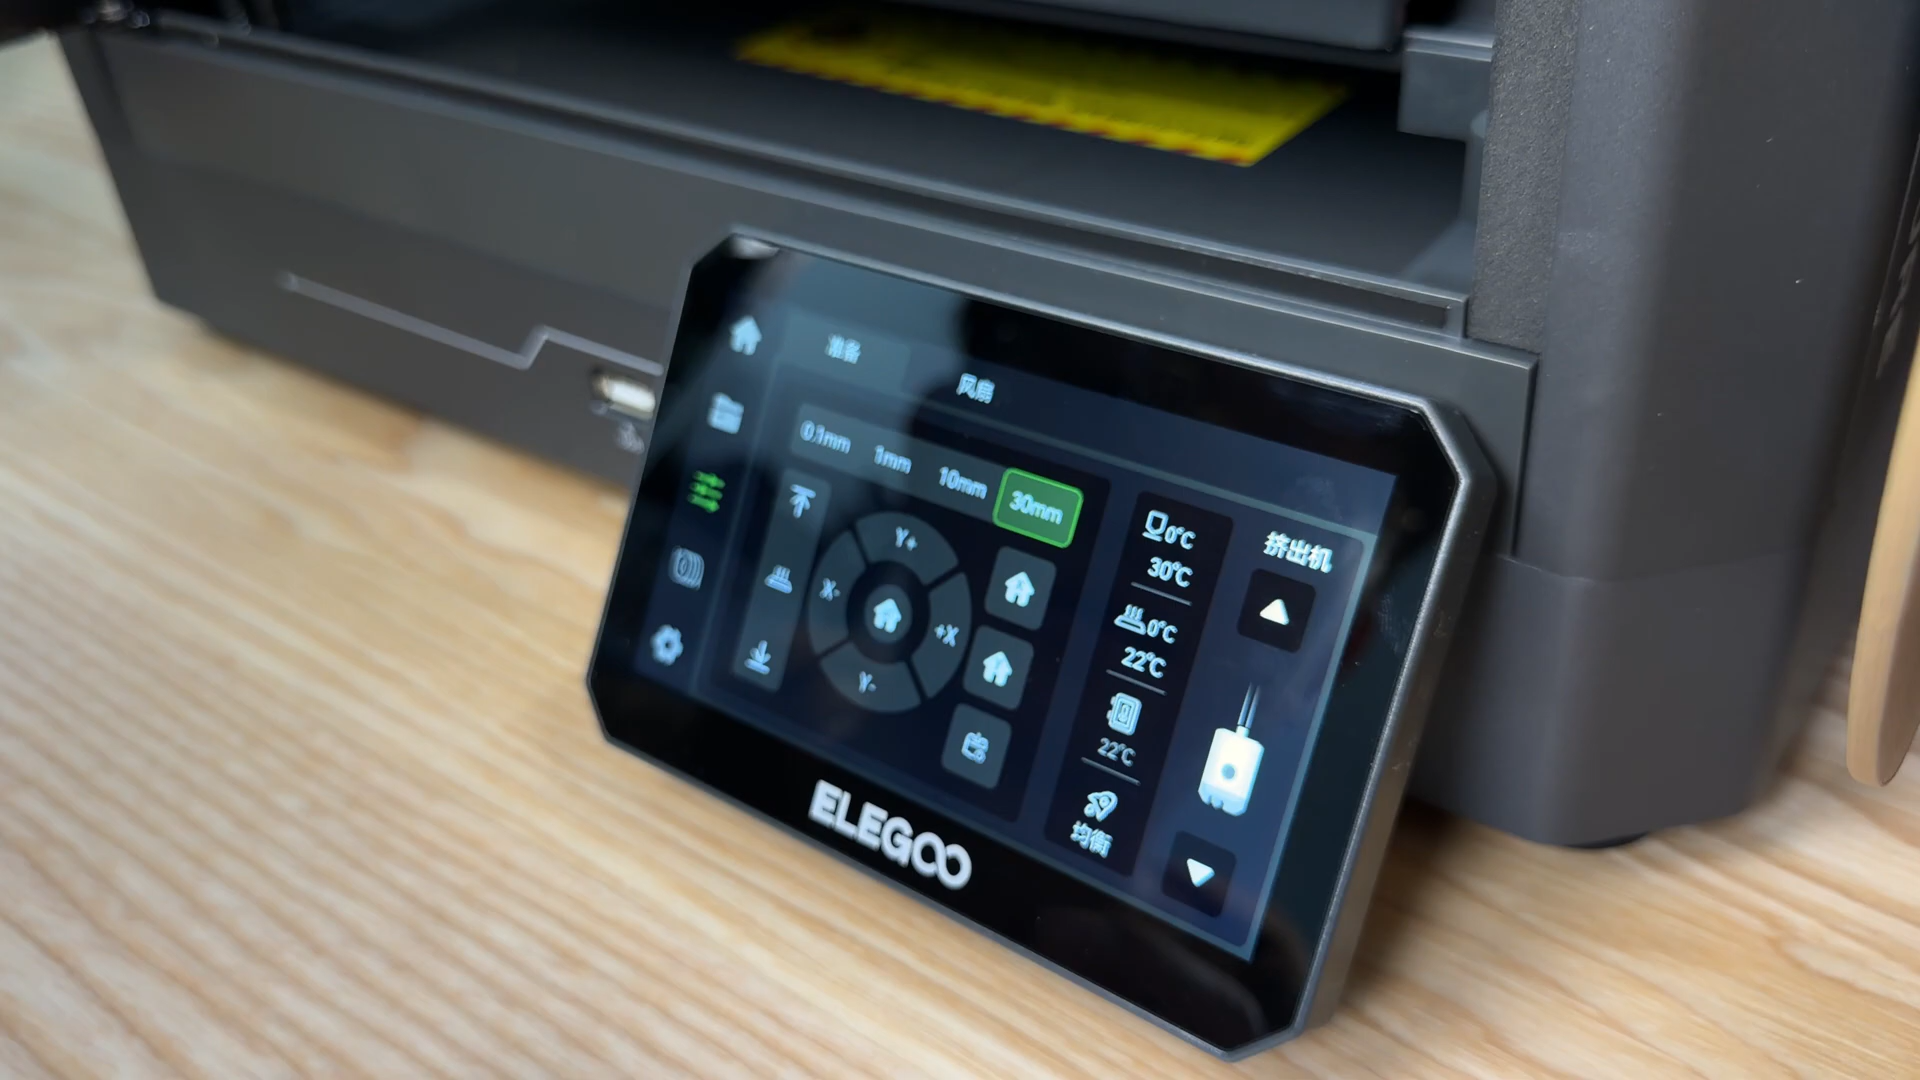 准备
风扇
0.1mm 1mm 10mm 30mm
Y+
X-
+X
Y-
0℃
30℃
0℃
22℃
22℃
均衡
挤出机
ELEGOO